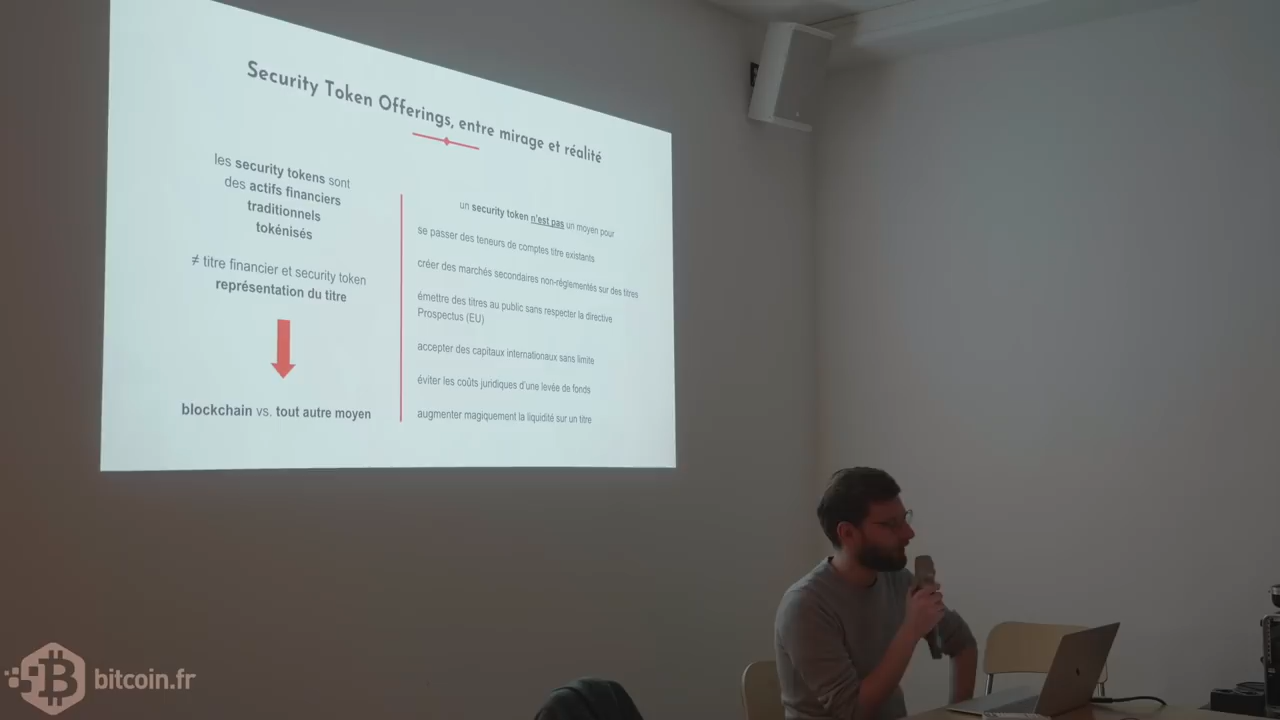 Security Token Offerings, entre mirage et réalité
les security tokens sont
des actifs financiers
traditionnels
tokénisés
≠ titre financier et security token
représentation du titre
blockchain vs. tout autre moyen
un security token n'est pas un moyen pour
se passer des teneurs de comptes titre existants
créer des marchés secondaires non-réglementés sur des titres
émettre des titres au public sans respecter la directive
Prospectus (EU)
accepter des capitaux internationaux sans limite
éviter les coûts juridiques d'une levée de fonds
augmenter magiquement la liquidité sur un titre
bitcoin.fr